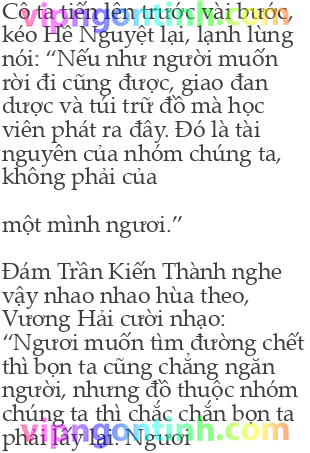 Cô ta tiến lên trước vài bước,
kéo Hề Nguyệt lại, lạnh lùng
nói: “Nếu như người muốn
rời đi cũng được, giao đan
dược và túi trữ đồ mà học
viên phát ra đây. Đó là tài
nguyên của nhóm chúng ta,
không phải của
một mình ngươi.”
Đám Trần Kiến Thành nghe
vậy nhao nhao hùa theo,
Vương Hải cười nhạo:
“Ngươi muốn tìm đường chết
thì bọn ta cũng chẳng ngăn
người, nhưng đồ thuộc nhóm
chúng ta thì chắc chắn bọn ta
phải lấy lại. Ngươi
vipngontinh.com
vipngontinh.com